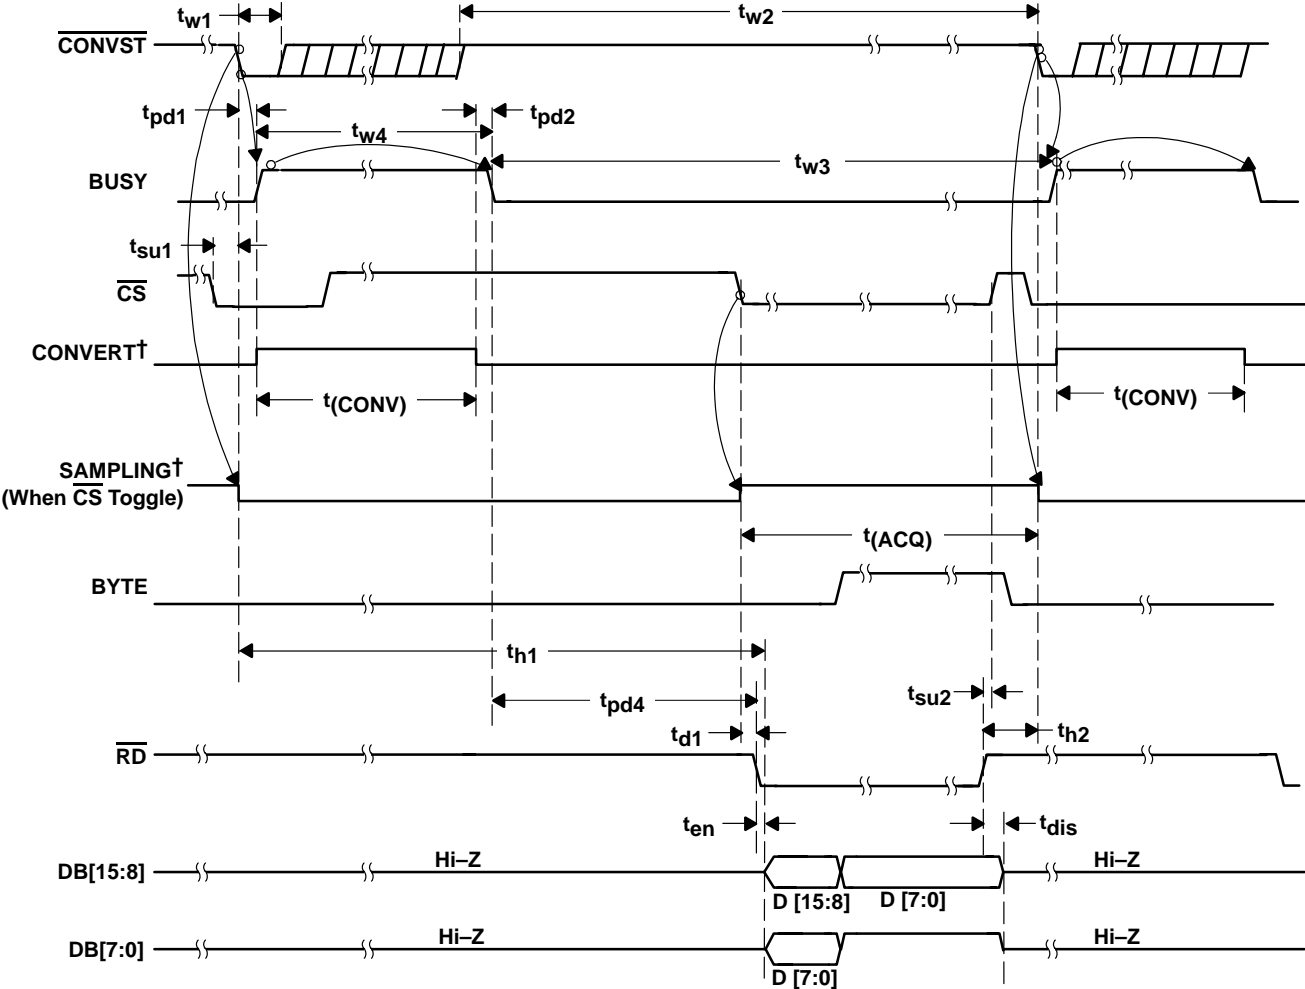 tw1
tw2
CONVST
tpd1
tpd2
tw4
tw3
BUSY
tsu1
CS
CONVERT†
t(CONV)
t(CONV)
SAMPLING†
(When CS Toggle)
t(ACQ)
BYTE
th1
tpd4
tsu2
td1
th2
RD
ten
tdis
Hi–Z
Hi–Z
DB[15:8]
D [15:8]
D [7:0]
Hi–Z
Hi–Z
DB[7:0]
D [7:0]